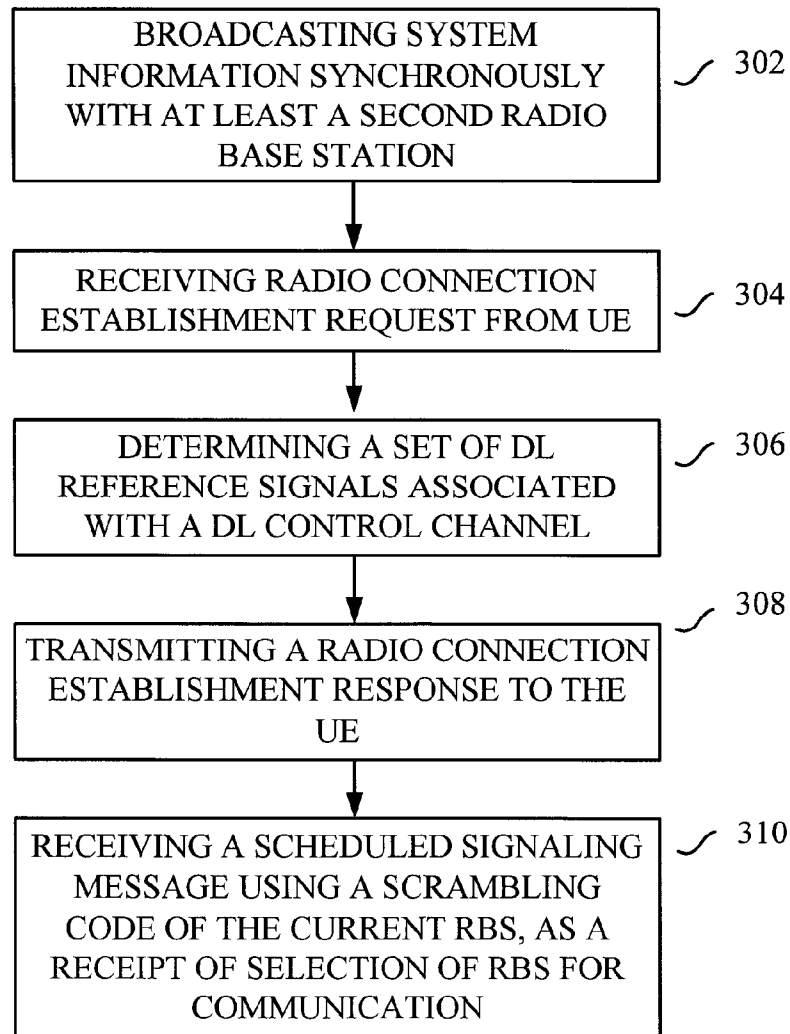 BROADCASTING SYSTEM
INFORMATION SYNCHRONOUSLY
WITH AT LEAST A SECOND RADIO
BASE STATION
302
RECEIVING RADIO CONNECTION
ESTABLISHMENT REQUEST FROM UE
304
DETERMINING A SET OF DL
REFERENCE SIGNALS ASSOCIATED
WITH A DL CONTROL CHANNEL
306
TRANSMITTING A RADIO CONNECTION
ESTABLISHMENT RESPONSE TO THE
UE
308
RECEIVING A SCHEDULED SIGNALING
MESSAGE USING A SCRAMBLING
CODE OF THE CURRENT RBS, AS A
RECEIPT OF SELECTION OF RBS FOR
COMMUNICATION
310